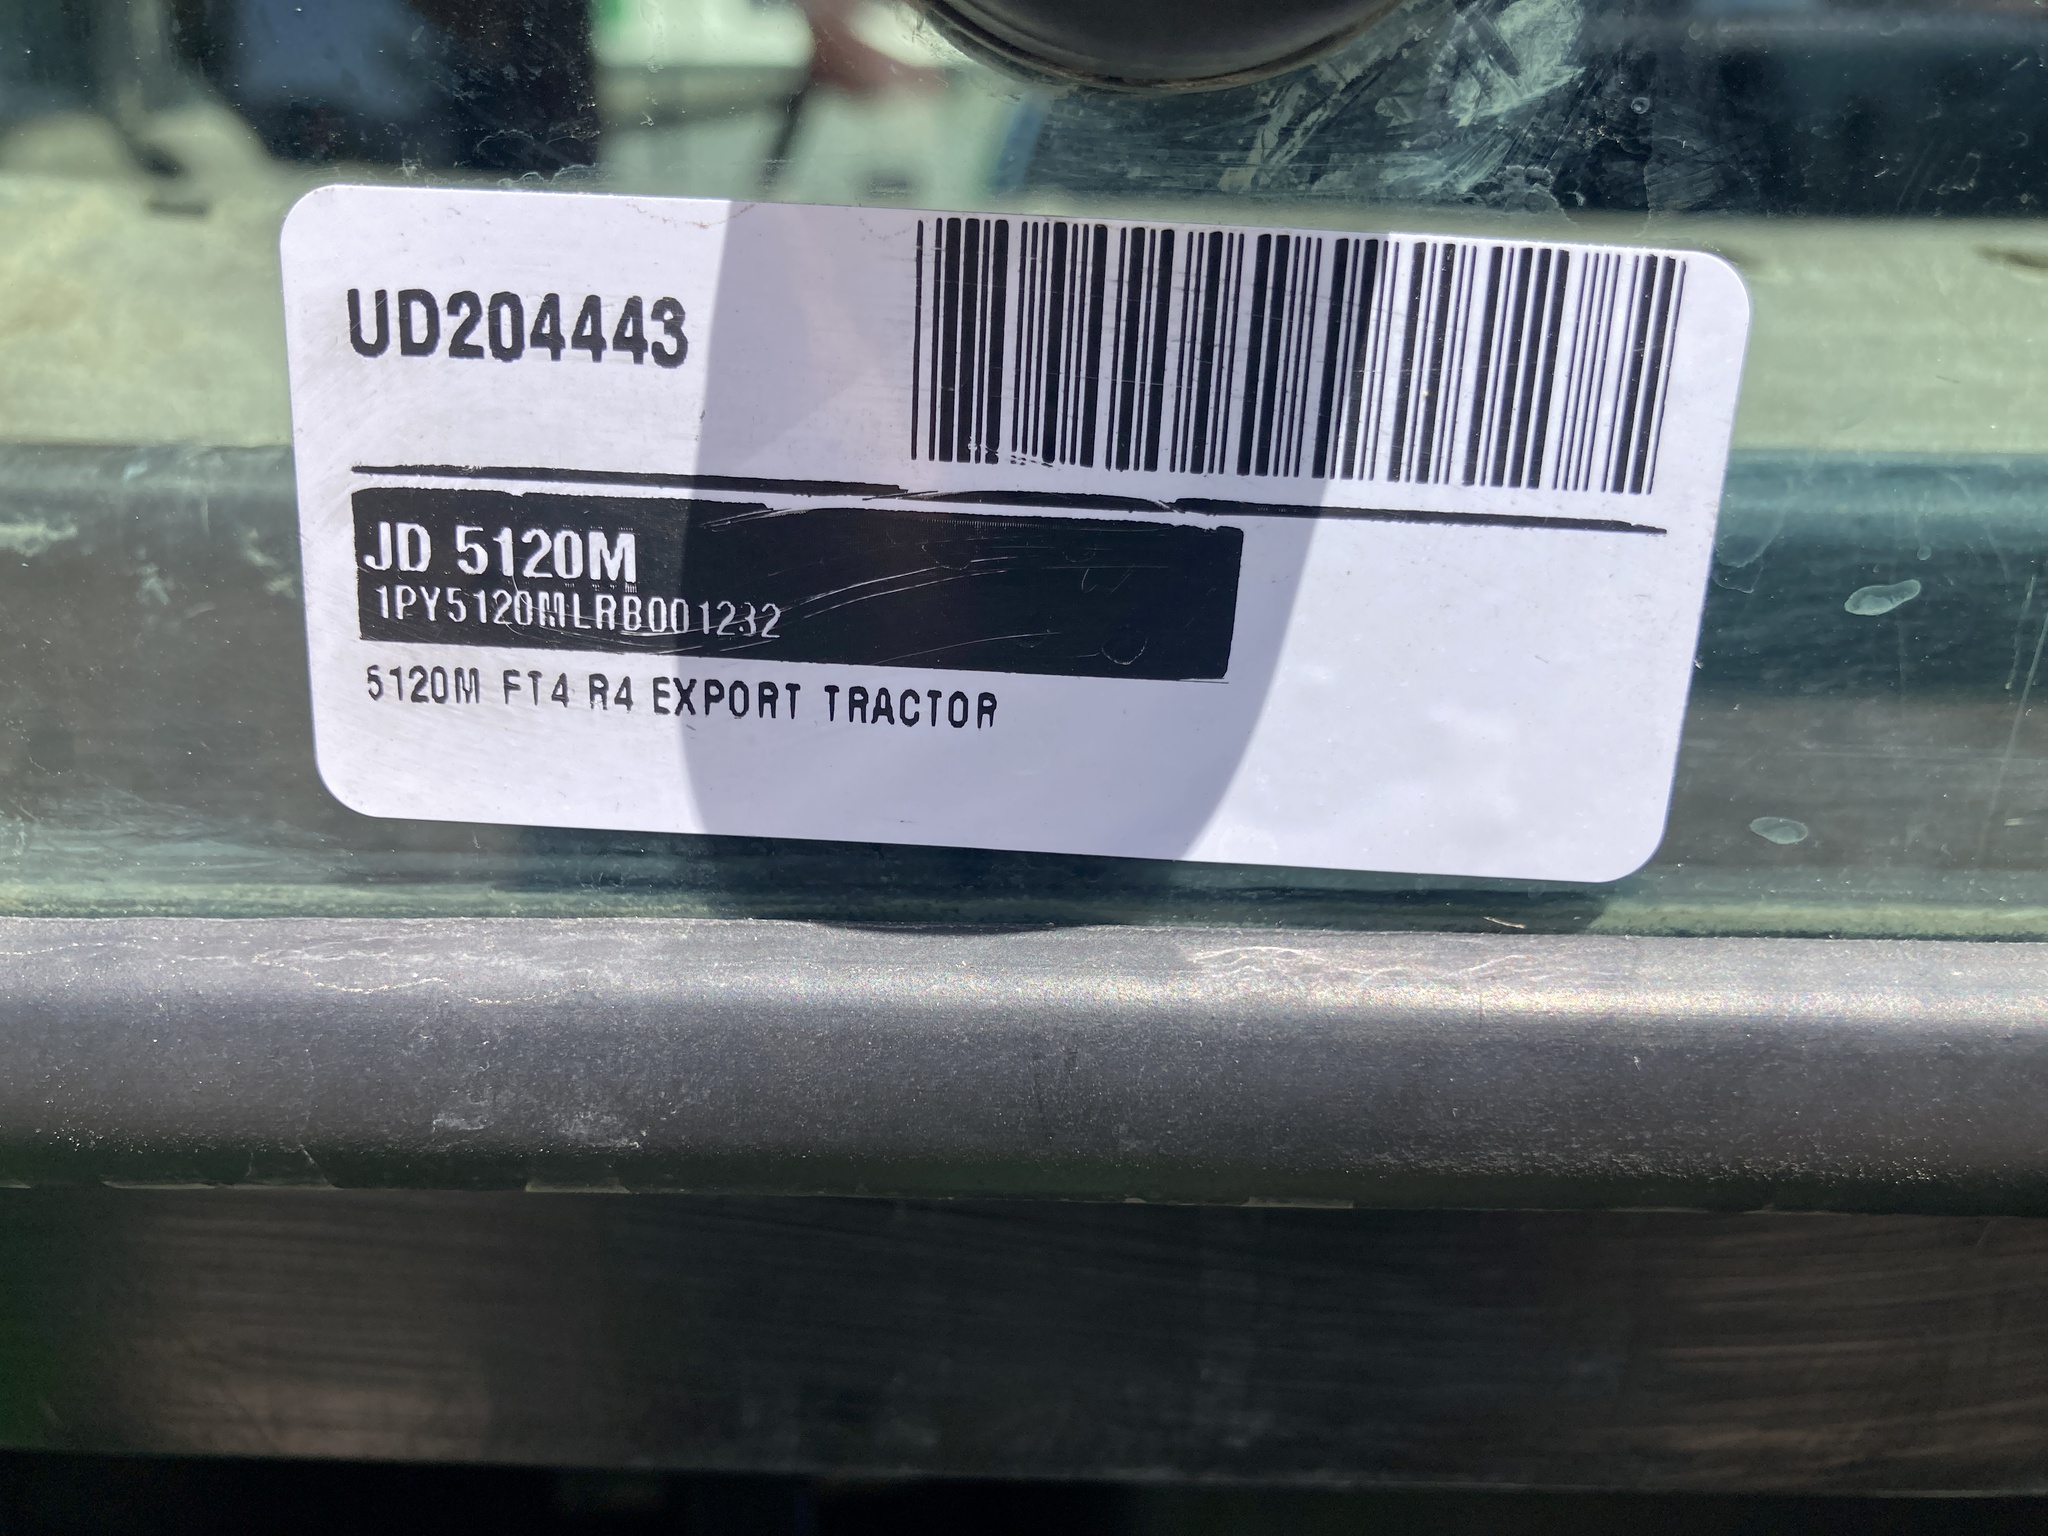 UD204443
JD 5120M
1PY5120MLRB001232
5120M FT4 R4 EXPORT TRACTOR